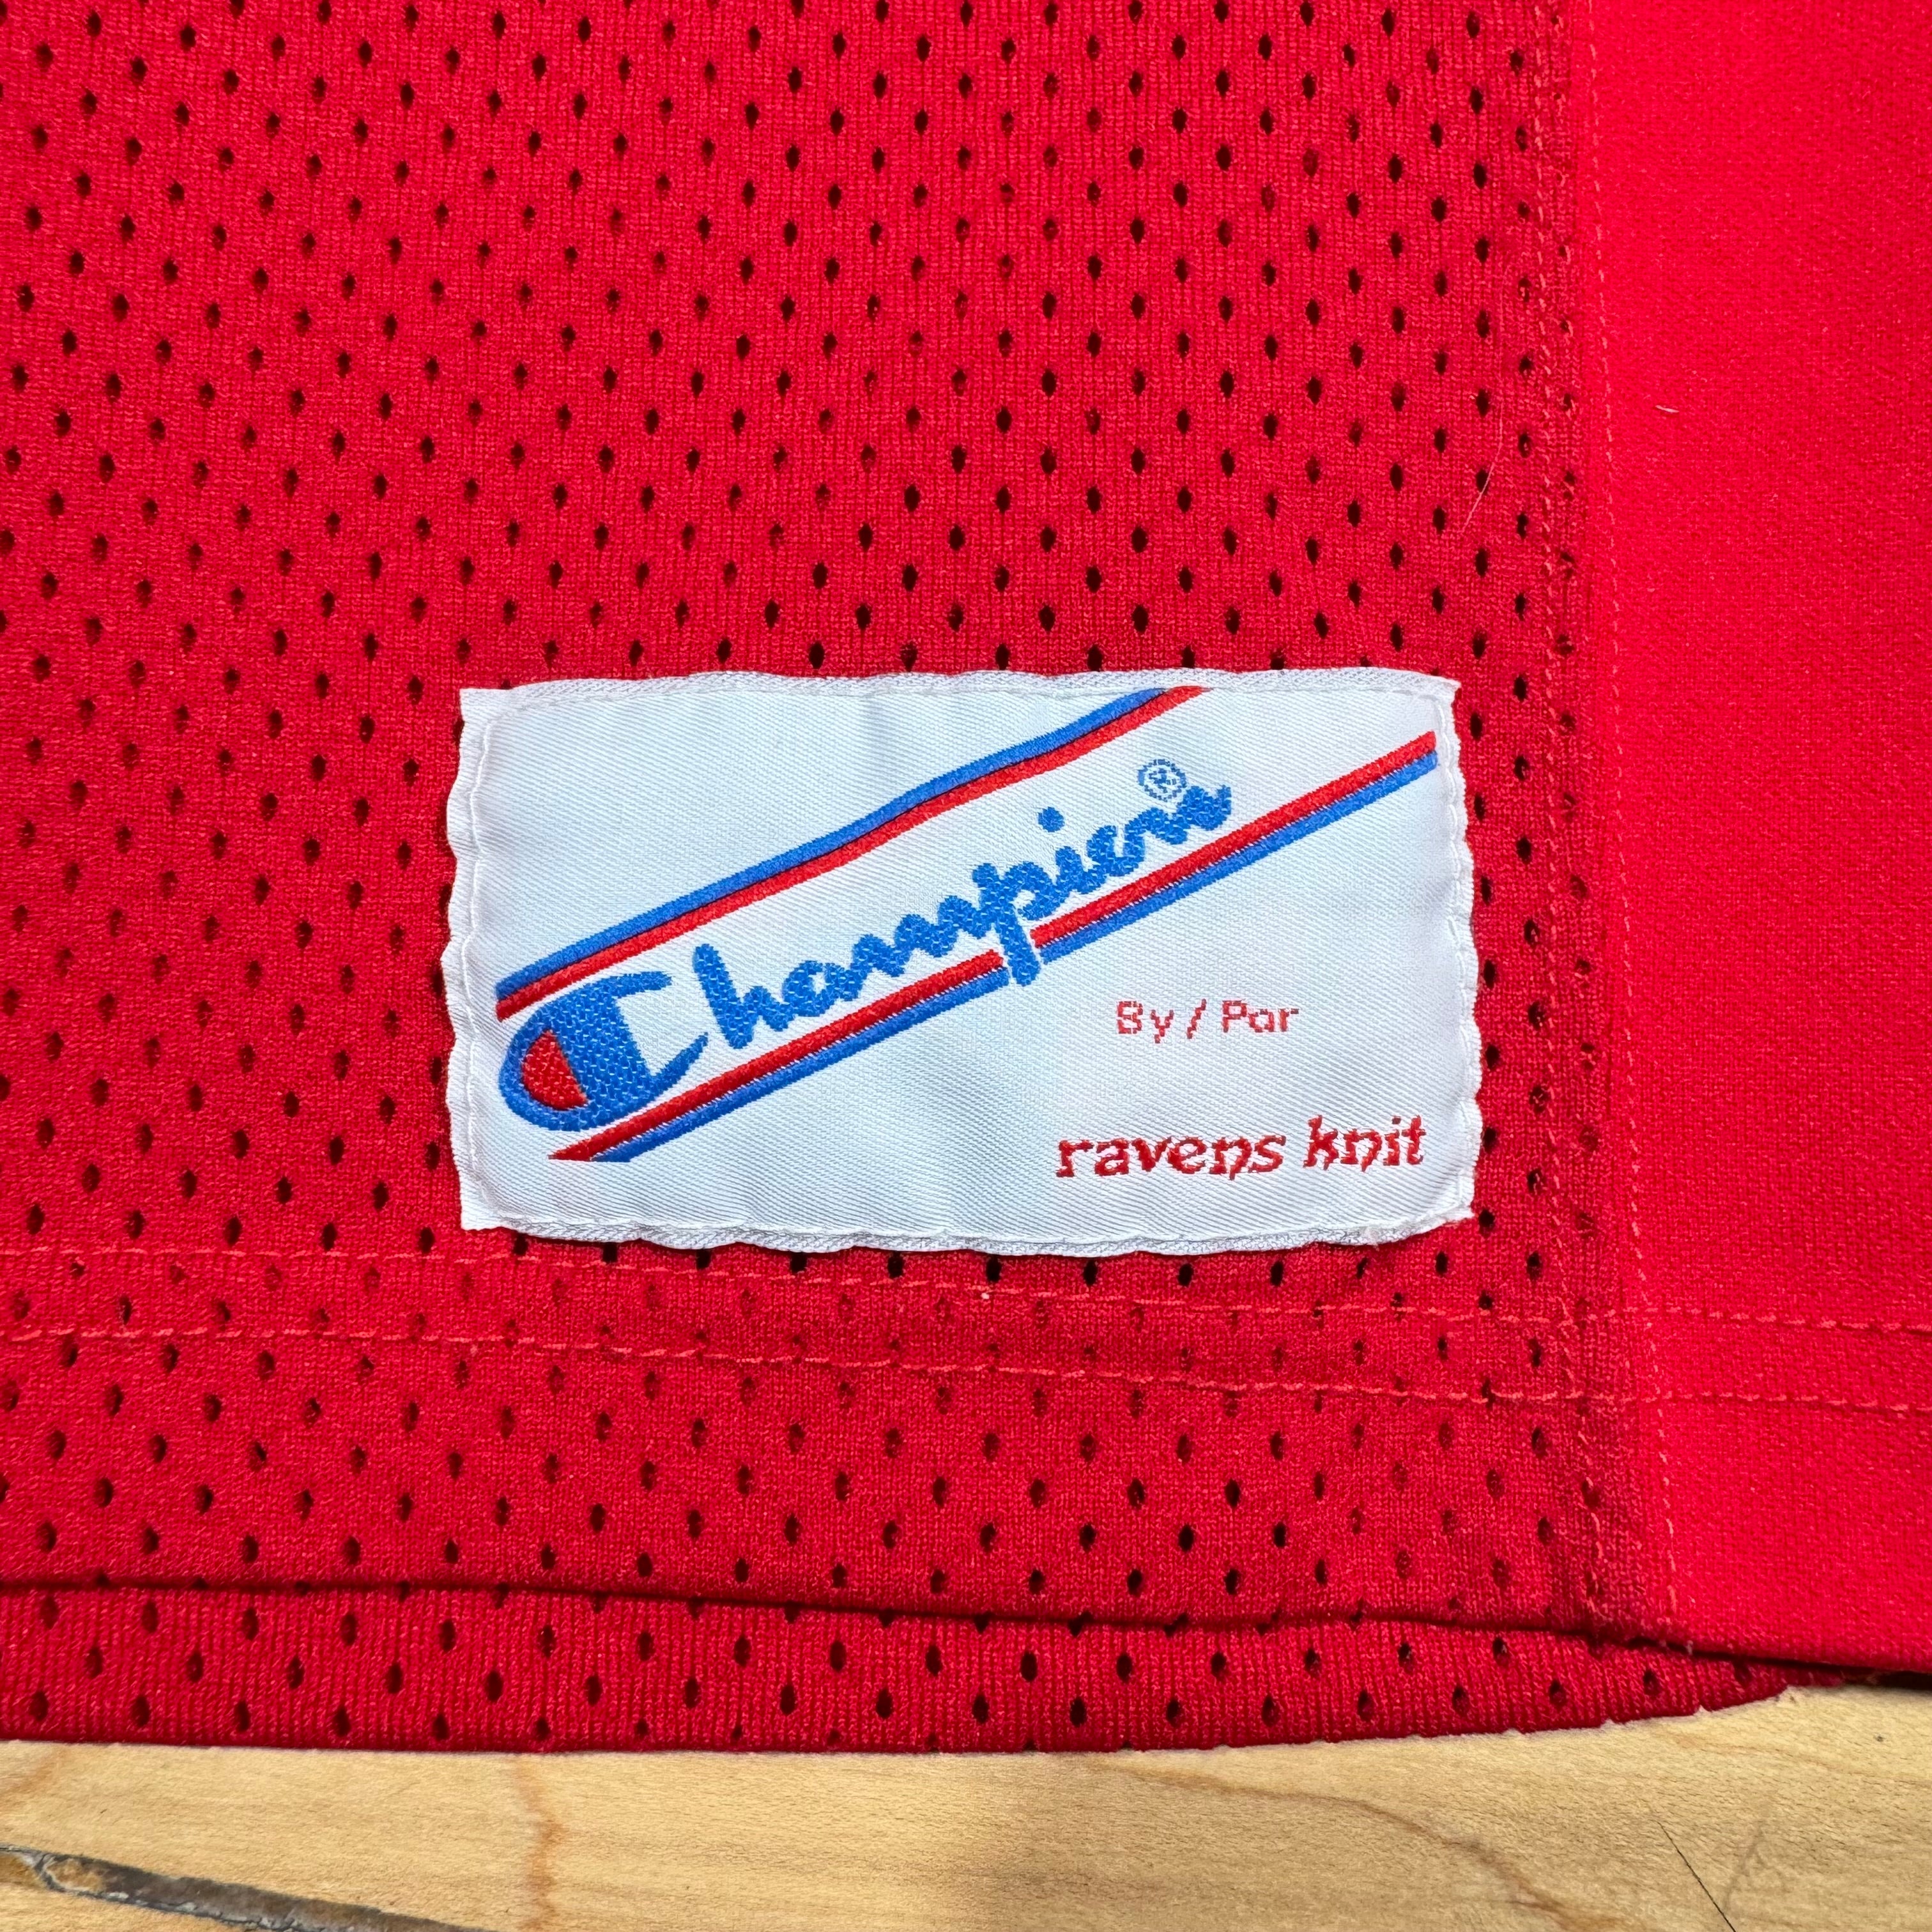 Champion®
By / Par
ravens knit